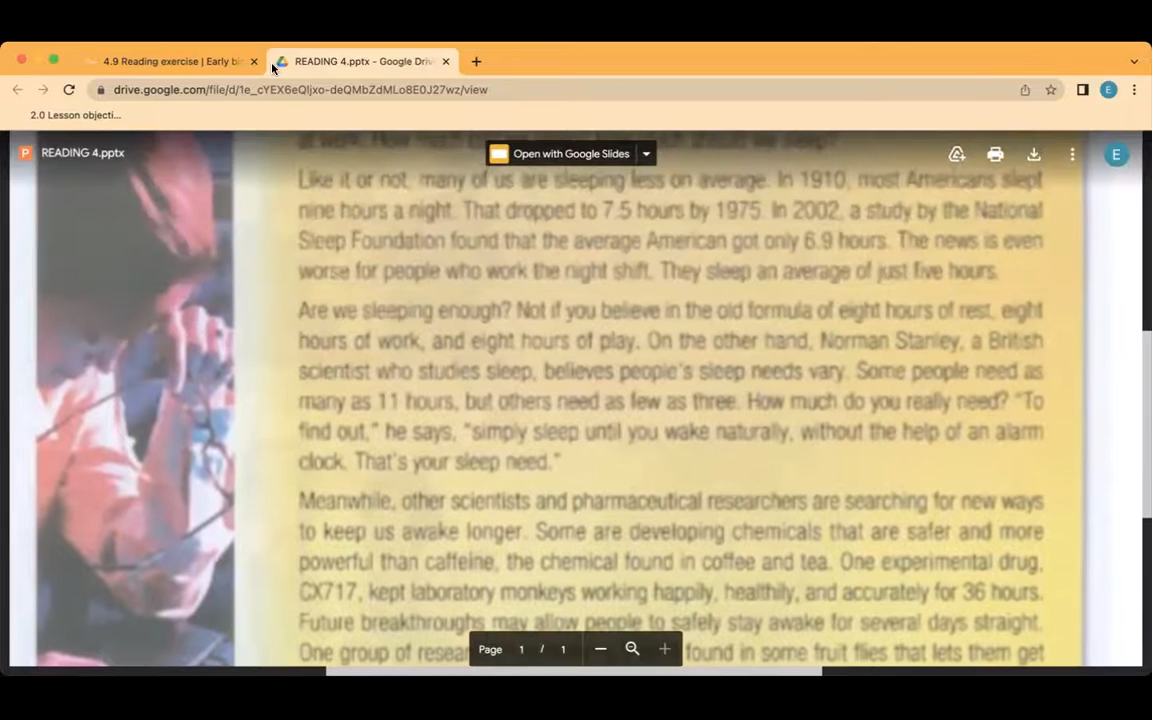 4.9 Reading exercise | Early bi
READING 4.pptx - Google Driv
drive.google.com/file/d/1e_cYEX6eQljxo-deQMbZdMLo8E0J27wz/view
E
2.0 Lesson objecti...
READING 4.pptx
Open with Google Slides
E
Like it or not, many of us are sleeping less on average. In 1910, most Americans slept
nine hours a night. That dropped to 7.5 hours by 1975. In 2002, a study by the National
Sleep Foundation found that the average American got only 6.9 hours. The news is even
worse for people who work the night shift. They sleep an average of just five hours.
Are we sleeping enough? Not if you believe in the old formula of eight hours of rest, eight
hours of work, and eight hours of play. On the other hand, Norman Stanley, a British
scientist who studies sleep, believes people's sleep needs vary. Some people need as
many as 11 hours, but others need as few as three. How much do you really need? "To
find out," he says, "simply sleep until you wake naturally, without the help of an alarm
clock. That's your sleep need."
Meanwhile, other scientists and pharmaceutical researchers are searching for new ways
to keep us awake longer. Some are developing chemicals that are safer and more
powerful than caffeine, the chemical found in coffee and tea. One experimental drug,
CX717, kept laboratory monkeys working happily, healthily, and accurately for 36 hours.
Future breakthroughs may allow people to safely stay awake for several days straight.
One group of resear found in some fruit flies that lets them get
Page 1 / 1